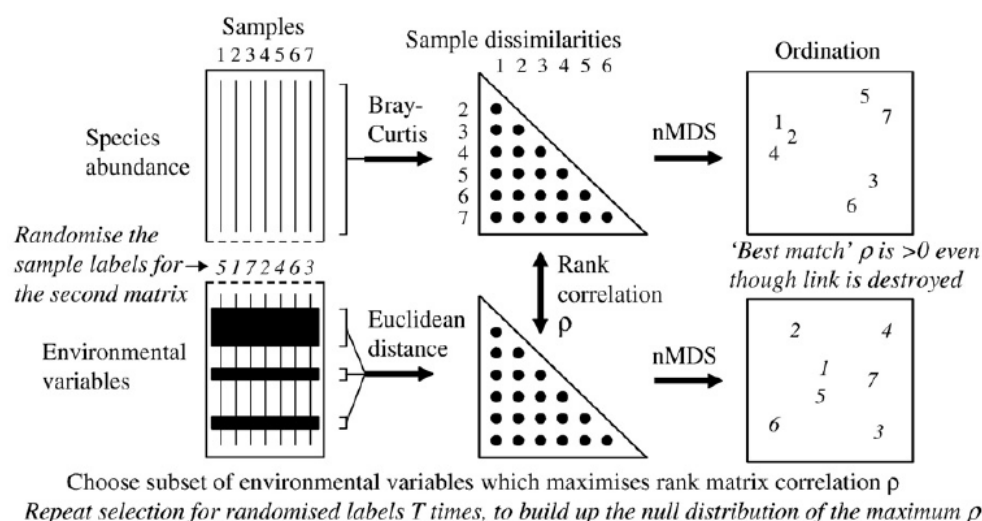 Samples
1 2 3 4 5 6 7
Species
abundance
Bray-
Curtis
Sample dissimilarities
1 2 3 4 5 6
2
3
4
5
6
7
nMDS
Ordination
5
7
1
2
4
3
6
Randomise the
sample labels for→
the second matrix
5 1 7 2 4 6 3
Rank
correlation
ρ
'Best match' ρ is >0 even
though link is destroyed
Environmental
variables
Euclidean
distance
nMDS
2
4
1
7
5
6
3
Choose subset of environmental variables which maximises rank matrix correlation ρ
Repeat selection for randomised labels T times, to build up the null distribution of the maximum ρ